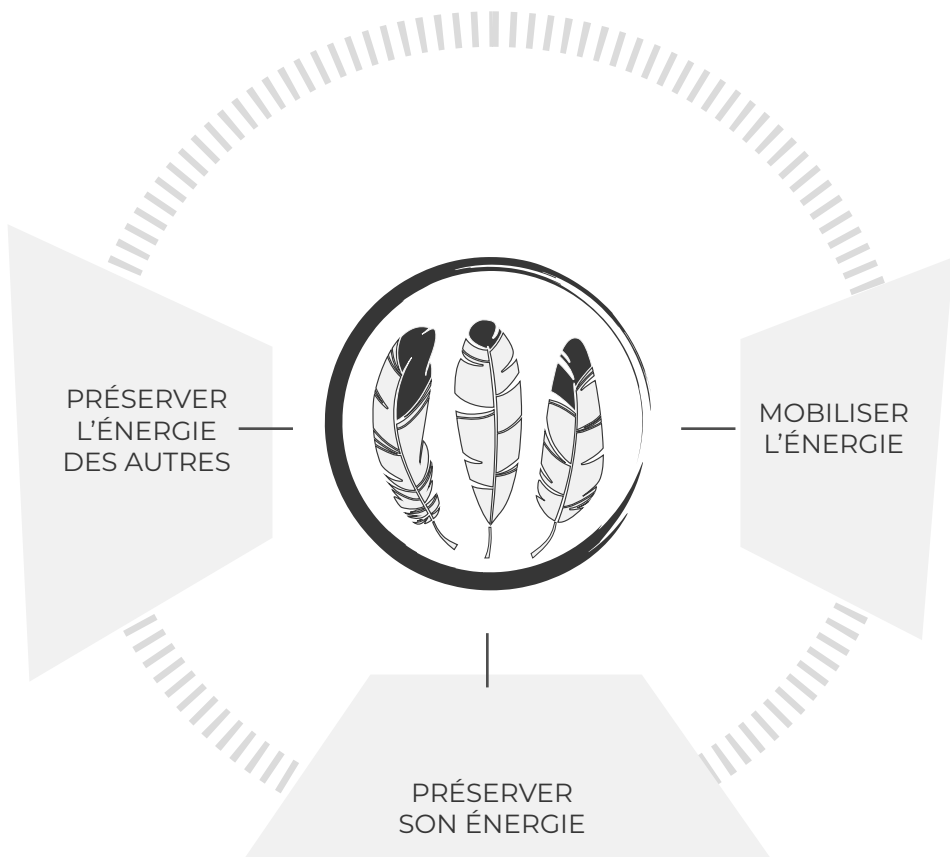 PRÉSERVER
L’ÉNERGIE
DES AUTRES
MOBILISER
L’ÉNERGIE
PRÉSERVER
SON ÉNERGIE